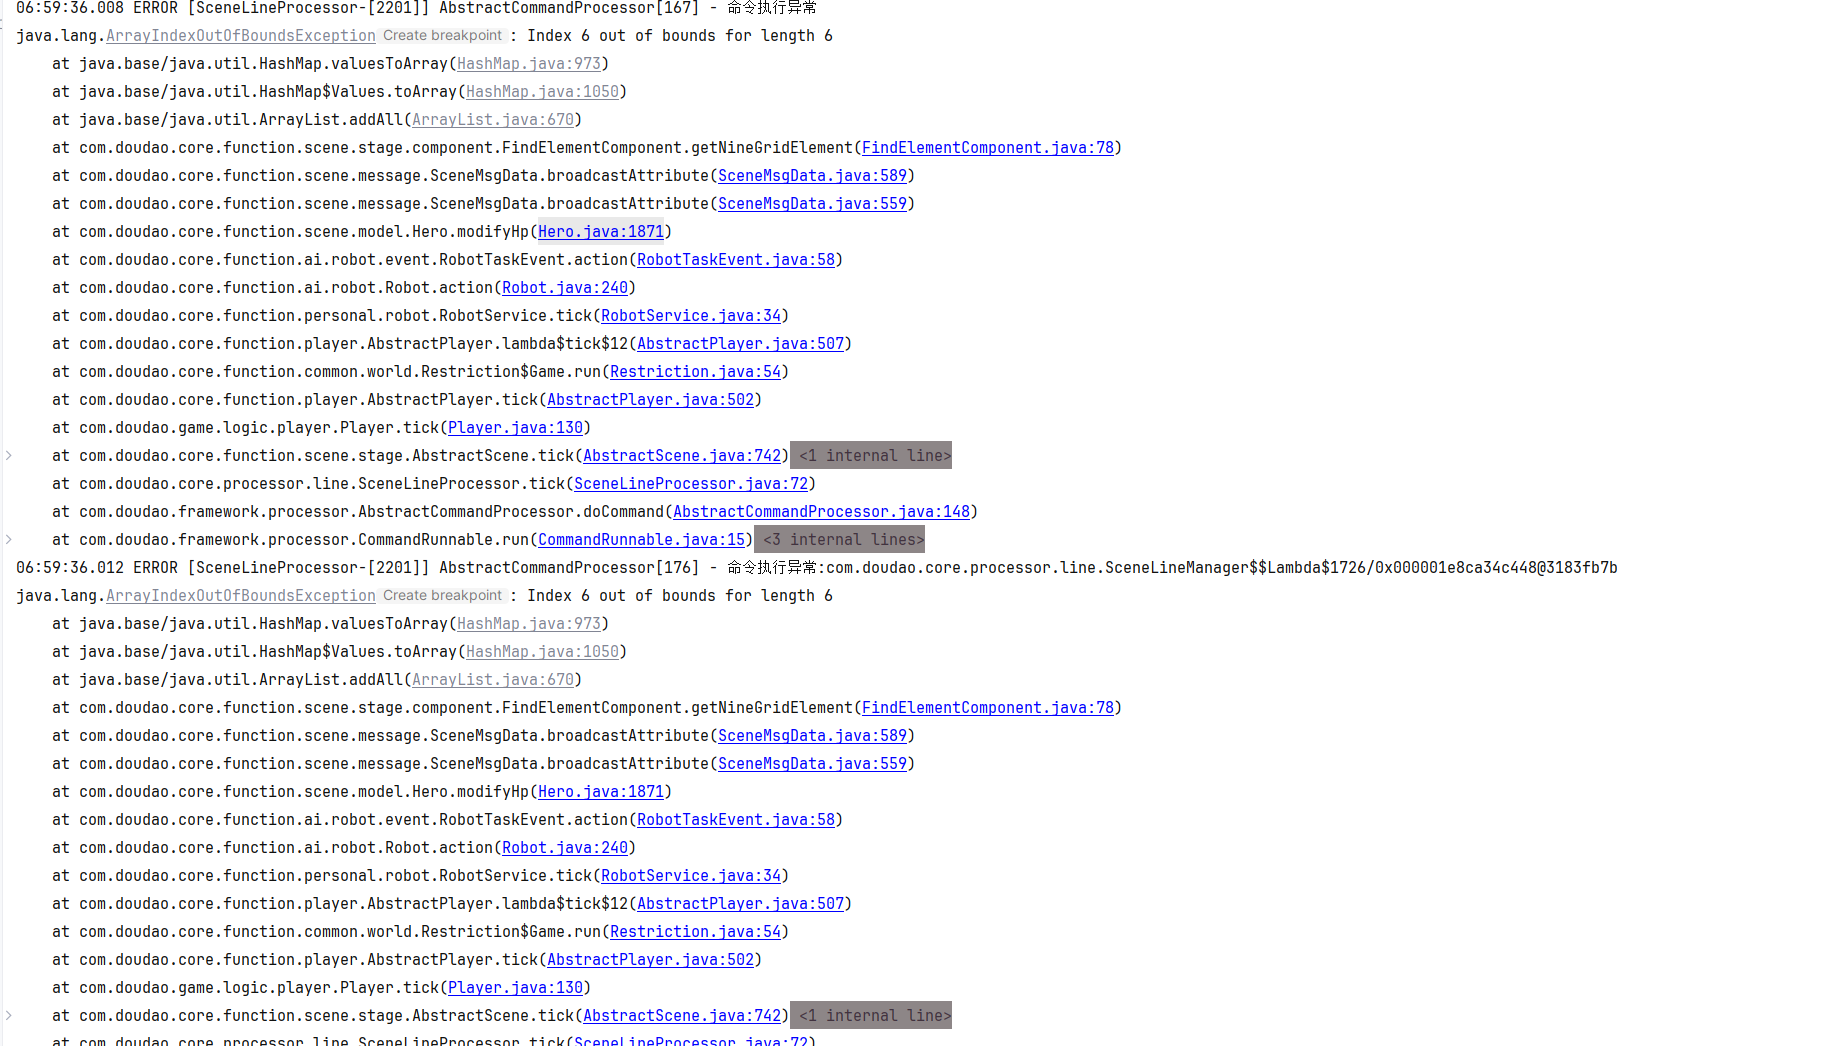 06:59:36.008 ERROR [SceneLineProcessor-[2201]] AbstractCommandProcessor[167] - 命令执行异常
java.lang.ArrayIndexOutOfBoundsException Create breakpoint : Index 6 out of bounds for length 6
at java.base/java.util.HashMap.valuesToArray(HashMap.java:973)
at java.base/java.util.HashMap$Values.toArray(HashMap.java:1050)
at java.base/java.util.ArrayList.addAll(ArrayList.java:670)
at com.doudao.core.function.scene.stage.component.FindElementComponent.getNineGridElement(FindElementComponent.java:78)
at com.doudao.core.function.scene.message.SceneMsgData.broadcastAttribute(SceneMsgData.java:589)
at com.doudao.core.function.scene.message.SceneMsgData.broadcastAttribute(SceneMsgData.java:559)
at com.doudao.core.function.scene.model.Hero.modifyHp(Hero.java:1871)
at com.doudao.core.function.ai.robot.event.RobotTaskEvent.action(RobotTaskEvent.java:58)
at com.doudao.core.function.ai.robot.Robot.action(Robot.java:240)
at com.doudao.core.function.personal.robot.RobotService.tick(RobotService.java:34)
at com.doudao.core.function.player.AbstractPlayer.lambda$tick$12(AbstractPlayer.java:507)
at com.doudao.core.function.common.world.Restriction$Game.run(Restriction.java:54)
at com.doudao.core.function.player.AbstractPlayer.tick(AbstractPlayer.java:502)
at com.doudao.game.logic.player.Player.tick(Player.java:130)
at com.doudao.core.function.scene.stage.AbstractScene.tick(AbstractScene.java:742) <1 internal line>
at com.doudao.core.processor.line.SceneLineProcessor.tick(SceneLineProcessor.java:72)
at com.doudao.framework.processor.AbstractCommandProcessor.doCommand(AbstractCommandProcessor.java:148)
at com.doudao.framework.processor.CommandRunnable.run(CommandRunnable.java:15) <3 internal lines>
06:59:36.012 ERROR [SceneLineProcessor-[2201]] AbstractCommandProcessor[176] - 命令执行异常:com.doudao.core.processor.line.SceneLineManager$$Lambda$1726/0x000001e8ca34c448@3183fb7b
java.lang.ArrayIndexOutOfBoundsException Create breakpoint : Index 6 out of bounds for length 6
at java.base/java.util.HashMap.valuesToArray(HashMap.java:973)
at java.base/java.util.HashMap$Values.toArray(HashMap.java:1050)
at java.base/java.util.ArrayList.addAll(ArrayList.java:670)
at com.doudao.core.function.scene.stage.component.FindElementComponent.getNineGridElement(FindElementComponent.java:78)
at com.doudao.core.function.scene.message.SceneMsgData.broadcastAttribute(SceneMsgData.java:589)
at com.doudao.core.function.scene.message.SceneMsgData.broadcastAttribute(SceneMsgData.java:559)
at com.doudao.core.function.scene.model.Hero.modifyHp(Hero.java:1871)
at com.doudao.core.function.ai.robot.event.RobotTaskEvent.action(RobotTaskEvent.java:58)
at com.doudao.core.function.ai.robot.Robot.action(Robot.java:240)
at com.doudao.core.function.personal.robot.RobotService.tick(RobotService.java:34)
at com.doudao.core.function.player.AbstractPlayer.lambda$tick$12(AbstractPlayer.java:507)
at com.doudao.core.function.common.world.Restriction$Game.run(Restriction.java:54)
at com.doudao.core.function.player.AbstractPlayer.tick(AbstractPlayer.java:502)
at com.doudao.game.logic.player.Player.tick(Player.java:130)
at com.doudao.core.function.scene.stage.AbstractScene.tick(AbstractScene.java:742) <1 internal line>
at com.doudao.core.processor.line.SceneLineProcessor.tick(SceneLineProcessor.java:72)